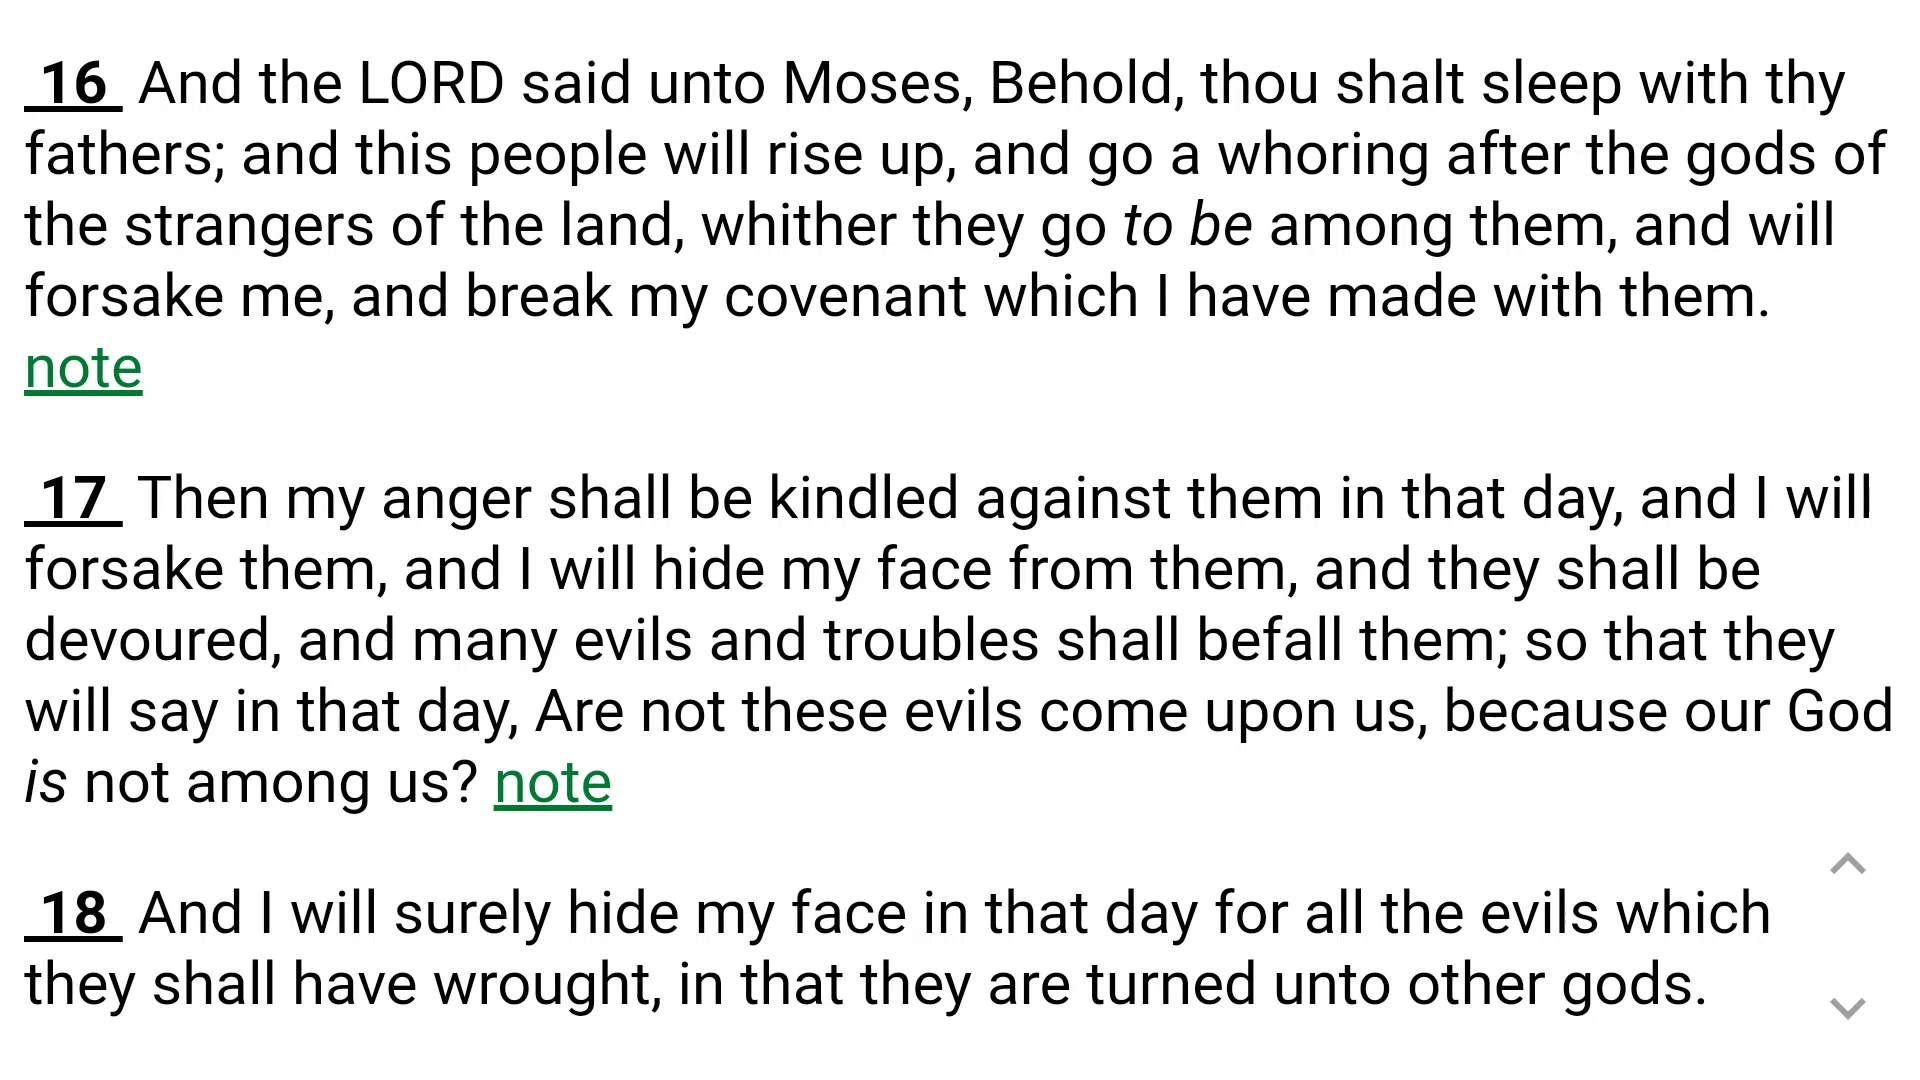 16 And the LORD said unto Moses, Behold, thou shalt sleep with thy
fathers; and this people will rise up, and go a whoring after the gods of
the strangers of the land, whither they go to be among them, and will
forsake me, and break my covenant which I have made with them.
note
17 Then my anger shall be kindled against them in that day, and I will
forsake them, and I will hide my face from them, and they shall be
devoured, and many evils and troubles shall befall them; so that they
will say in that day, Are not these evils come upon us, because our God
is not among us? note
18 And I will surely hide my face in that day for all the evils which
they shall have wrought, in that they are turned unto other gods.